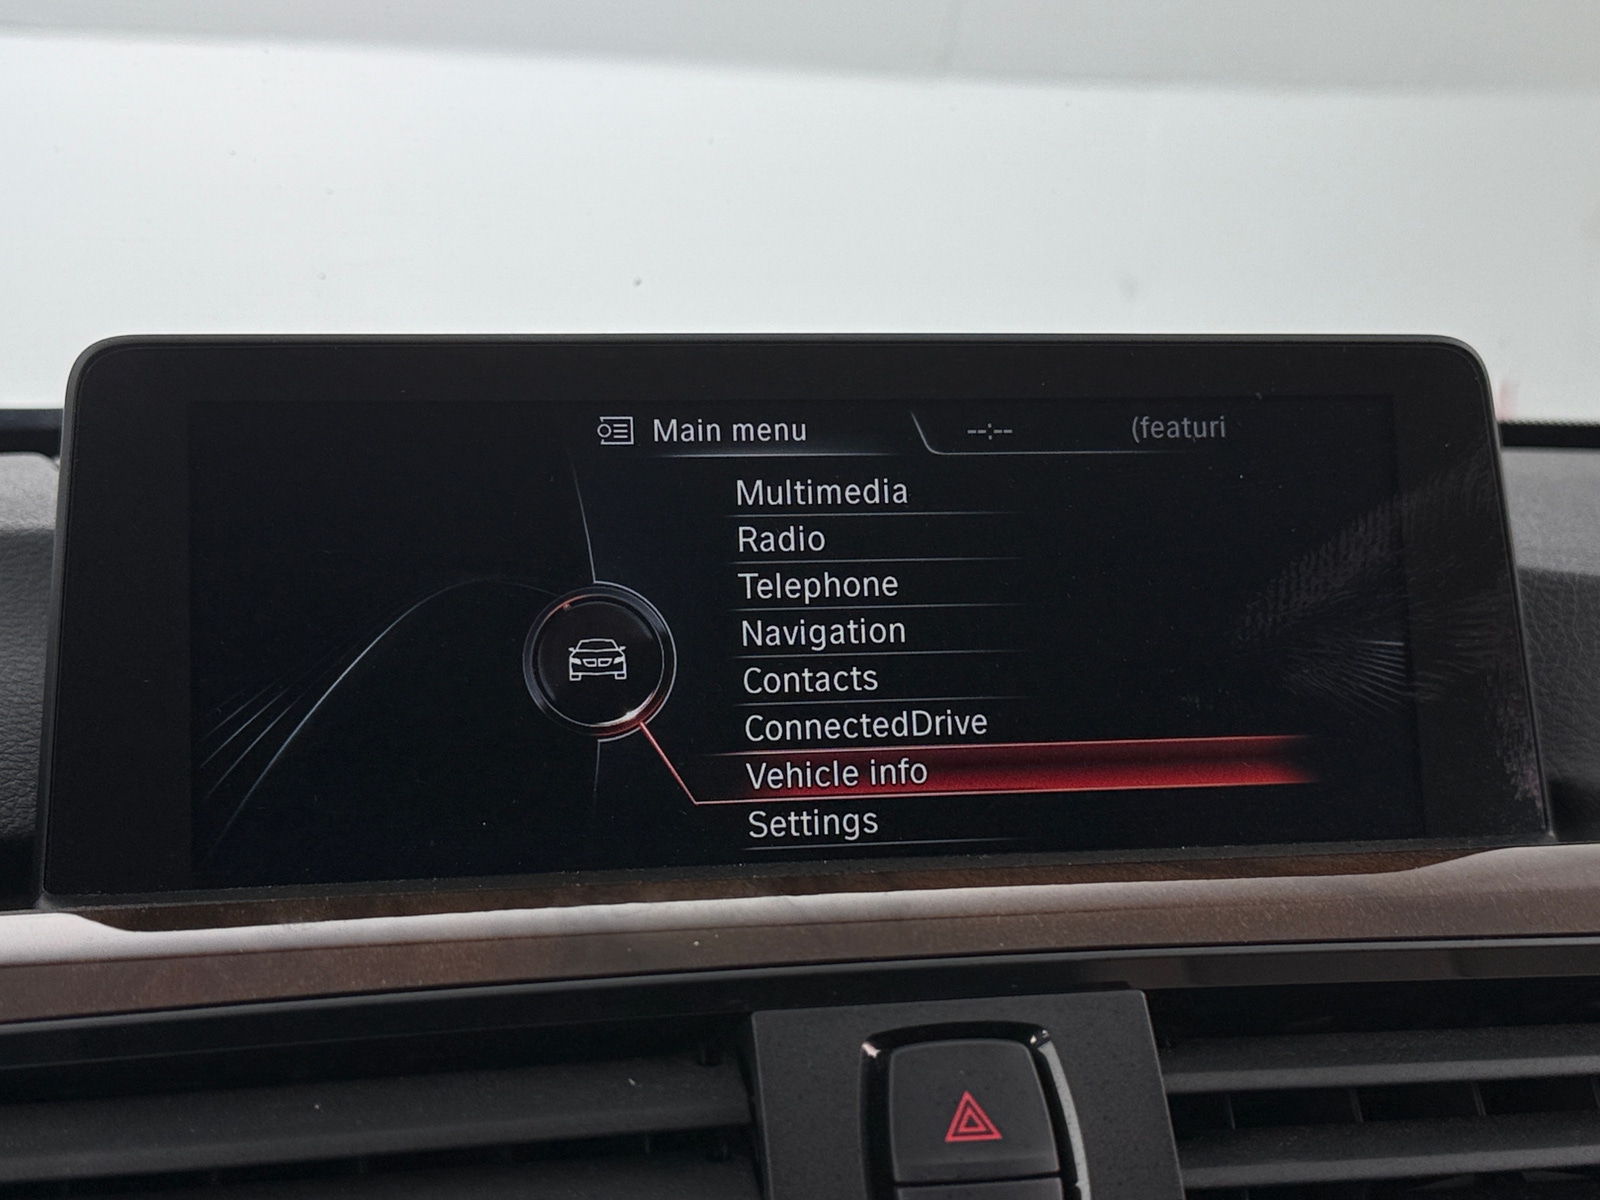 Main menu --:-- (featuri
Multimedia
Radio
Telephone
Navigation
Contacts
ConnectedDrive
Vehicle info
Settings